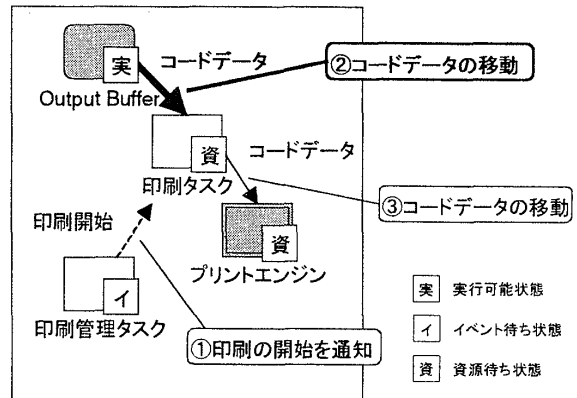 実
コードデータ
②コードデータの移動
Output Buffer
資
コードデータ
印刷タスク
③コードデータの移動
印刷開始
資
プリントエンジン
イ
印刷管理タスク
①印刷の開始を通知
実 実行可能状態
イ イベント待ち状態
資 資源待ち状態